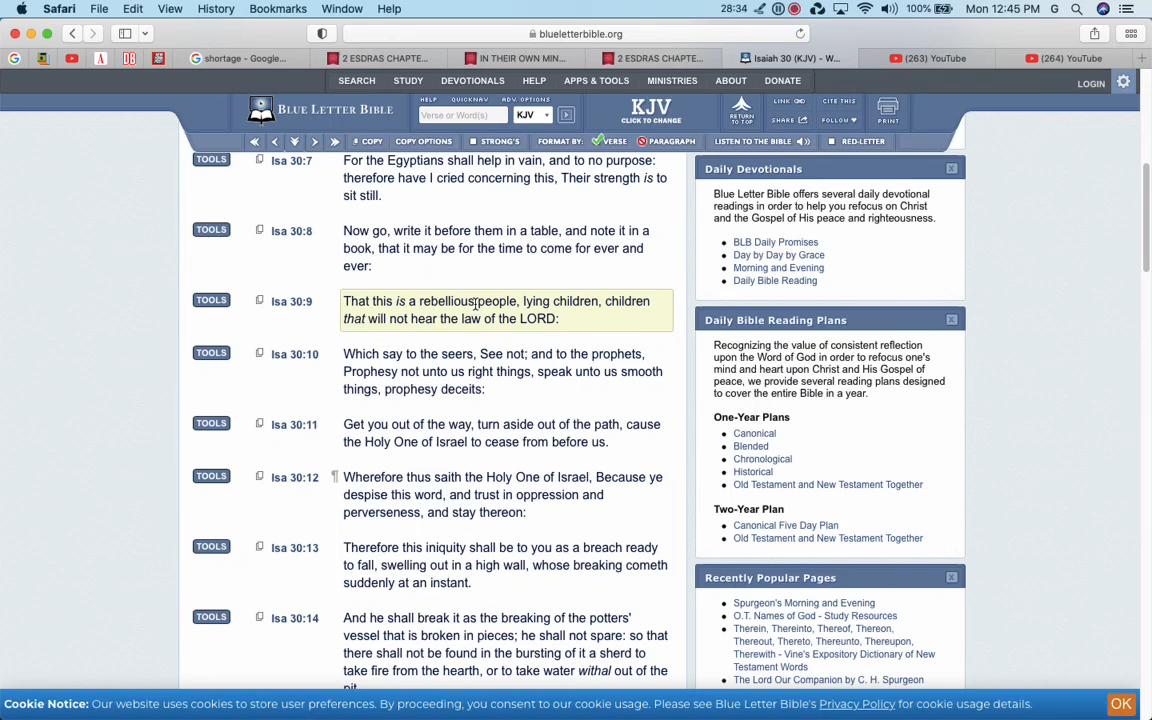 Safari File Edit View History Bookmarks Window Help 28:34 100% Mon 12:45 PM G
blueletterbible.org
shortage - Google... 2 ESDRAS CHAPTE... IN THEIR OWN MIN... 2 ESDRAS CHAPTE... Isaiah 30 (KJV) - W... (263) YouTube (264) YouTube
SEARCH STUDY DEVOTIONALS HELP APPS & TOOLS MINISTRIES ABOUT DONATE LOGIN
BLUE LETTER BIBLE
HELP QUICKNAV ADV. OPTIONS
Verse or Word(s) KJV
KJV
CLICK TO CHANGE
RETURN
TO TOP
LINK CITE THIS
SHARE FOLLOW
PRINT
COPY COPY OPTIONS STRONG'S FORMAT BY: VERSE PARAGRAPH LISTEN TO THE BIBLE RED-LETTER
TOOLS Isa 30:7 For the Egyptians shall help in vain, and to no purpose:
therefore have I cried concerning this, Their strength is to
sit still.
TOOLS Isa 30:8 Now go, write it before them in a table, and note it in a
book, that it may be for the time to come for ever and
ever:
TOOLS Isa 30:9 That this is a rebellious people, lying children, children
that will not hear the law of the LORD:
TOOLS Isa 30:10 Which say to the seers, See not; and to the prophets,
Prophesy not unto us right things, speak unto us smooth
things, prophesy deceits:
TOOLS Isa 30:11 Get you out of the way, turn aside out of the path, cause
the Holy One of Israel to cease from before us.
TOOLS Isa 30:12 ¶ Wherefore thus saith the Holy One of Israel, Because ye
despise this word, and trust in oppression and
perverseness, and stay thereon:
TOOLS Isa 30:13 Therefore this iniquity shall be to you as a breach ready
to fall, swelling out in a high wall, whose breaking cometh
suddenly at an instant.
TOOLS Isa 30:14 And he shall break it as the breaking of the potters'
vessel that is broken in pieces; he shall not spare: so that
there shall not be found in the bursting of it a sherd to
take fire from the hearth, or to take water withal out of the
pit.
Daily Devotionals
Blue Letter Bible offers several daily devotional
readings in order to help you refocus on Christ
and the Gospel of His peace and righteousness.
BLB Daily Promises
Day by Day by Grace
Morning and Evening
Daily Bible Reading
Daily Bible Reading Plans
Recognizing the value of consistent reflection
upon the Word of God in order to refocus one's
mind and heart upon Christ and His Gospel of
peace, we provide several reading plans designed
to cover the entire Bible in a year.
One-Year Plans
Canonical
Blended
Chronological
Historical
Old Testament and New Testament Together
Two-Year Plan
Canonical Five Day Plan
Old Testament and New Testament Together
Recently Popular Pages
Spurgeon's Morning and Evening
O.T. Names of God - Study Resources
Therein, Thereinto, Thereof, Thereon,
Thereout, Thereto, Thereunto, Thereupon,
Therewith - Vine's Expository Dictionary of New
Testament Words
The Lord Our Companion by C. H. Spurgeon
Cookie Notice: Our website uses cookies to store user preferences. By proceeding, you consent to our cookie usage. Please see Blue Letter Bible's Privacy Policy for cookie usage details. OK